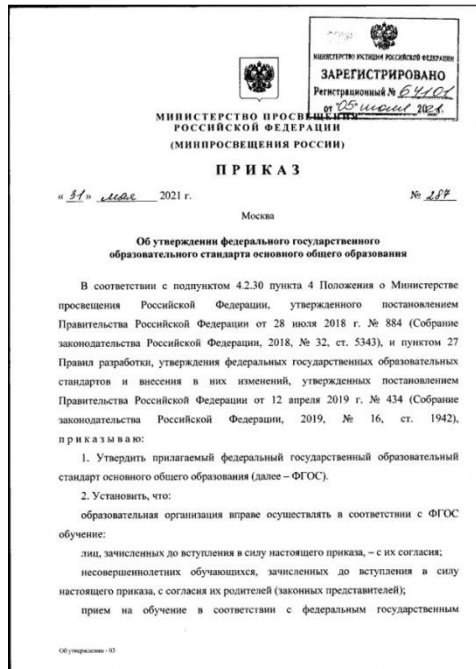 МИНИСТЕРСТВО ЮСТИЦИИ РОССИЙСКОЙ ФЕДЕРАЦИИ
ЗАРЕГИСТРИРОВАНО
Регистрационный № 64101
от "05" июля 2021.
МИНИСТЕРСТВО ПРОСВЕЩЕНИЯ
РОССИЙСКОЙ ФЕДЕРАЦИИ
(МИНПРОСВЕЩЕНИЯ РОССИИ)
ПРИКАЗ
« 31 » мая 2021 г. № 287
Москва
Об утверждении федерального государственного
образовательного стандарта основного общего образования
В соответствии с подпунктом 4.2.30 пункта 4 Положения о Министерстве
просвещения Российской Федерации, утвержденного постановлением
Правительства Российской Федерации от 28 июля 2018 г. № 884 (Собрание
законодательства Российской Федерации, 2018, № 32, ст. 5343), и пунктом 27
Правил разработки, утверждения федеральных государственных образовательных
стандартов и внесения в них изменений, утвержденных постановлением
Правительства Российской Федерации от 12 апреля 2019 г. № 434 (Собрание
законодательства Российской Федерации, 2019, № 16, ст. 1942),
приказываю:
1. Утвердить прилагаемый федеральный государственный образовательный
стандарт основного общего образования (далее – ФГОС).
2. Установить, что:
образовательная организация вправе осуществлять в соответствии с ФГОС
обучение:
лиц, зачисленных до вступления в силу настоящего приказа, – с их согласия;
несовершеннолетних обучающихся, зачисленных до вступления в силу
настоящего приказа, с согласия их родителей (законных представителей);
прием на обучение в соответствии с федеральным государственным
Об утверждении - 03